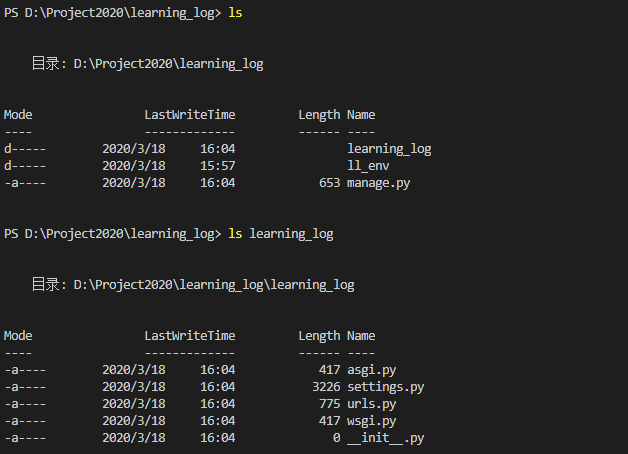 PS D:\Project2020\learning_log> ls
目录: D:\Project2020\learning_log
Mode                LastWriteTime         Length Name
----                -------------         ------ ----
d-----        2020/3/18     16:04                learning_log
d-----        2020/3/18     15:57                ll_env
-a----        2020/3/18     16:04            653 manage.py
PS D:\Project2020\learning_log> ls learning_log
目录: D:\Project2020\learning_log\learning_log
Mode                LastWriteTime         Length Name
----                -------------         ------ ----
-a----        2020/3/18     16:04            417 asgi.py
-a----        2020/3/18     16:04           3226 settings.py
-a----        2020/3/18     16:04            775 urls.py
-a----        2020/3/18     16:04            417 wsgi.py
-a----        2020/3/18     16:04              0 __init__.py